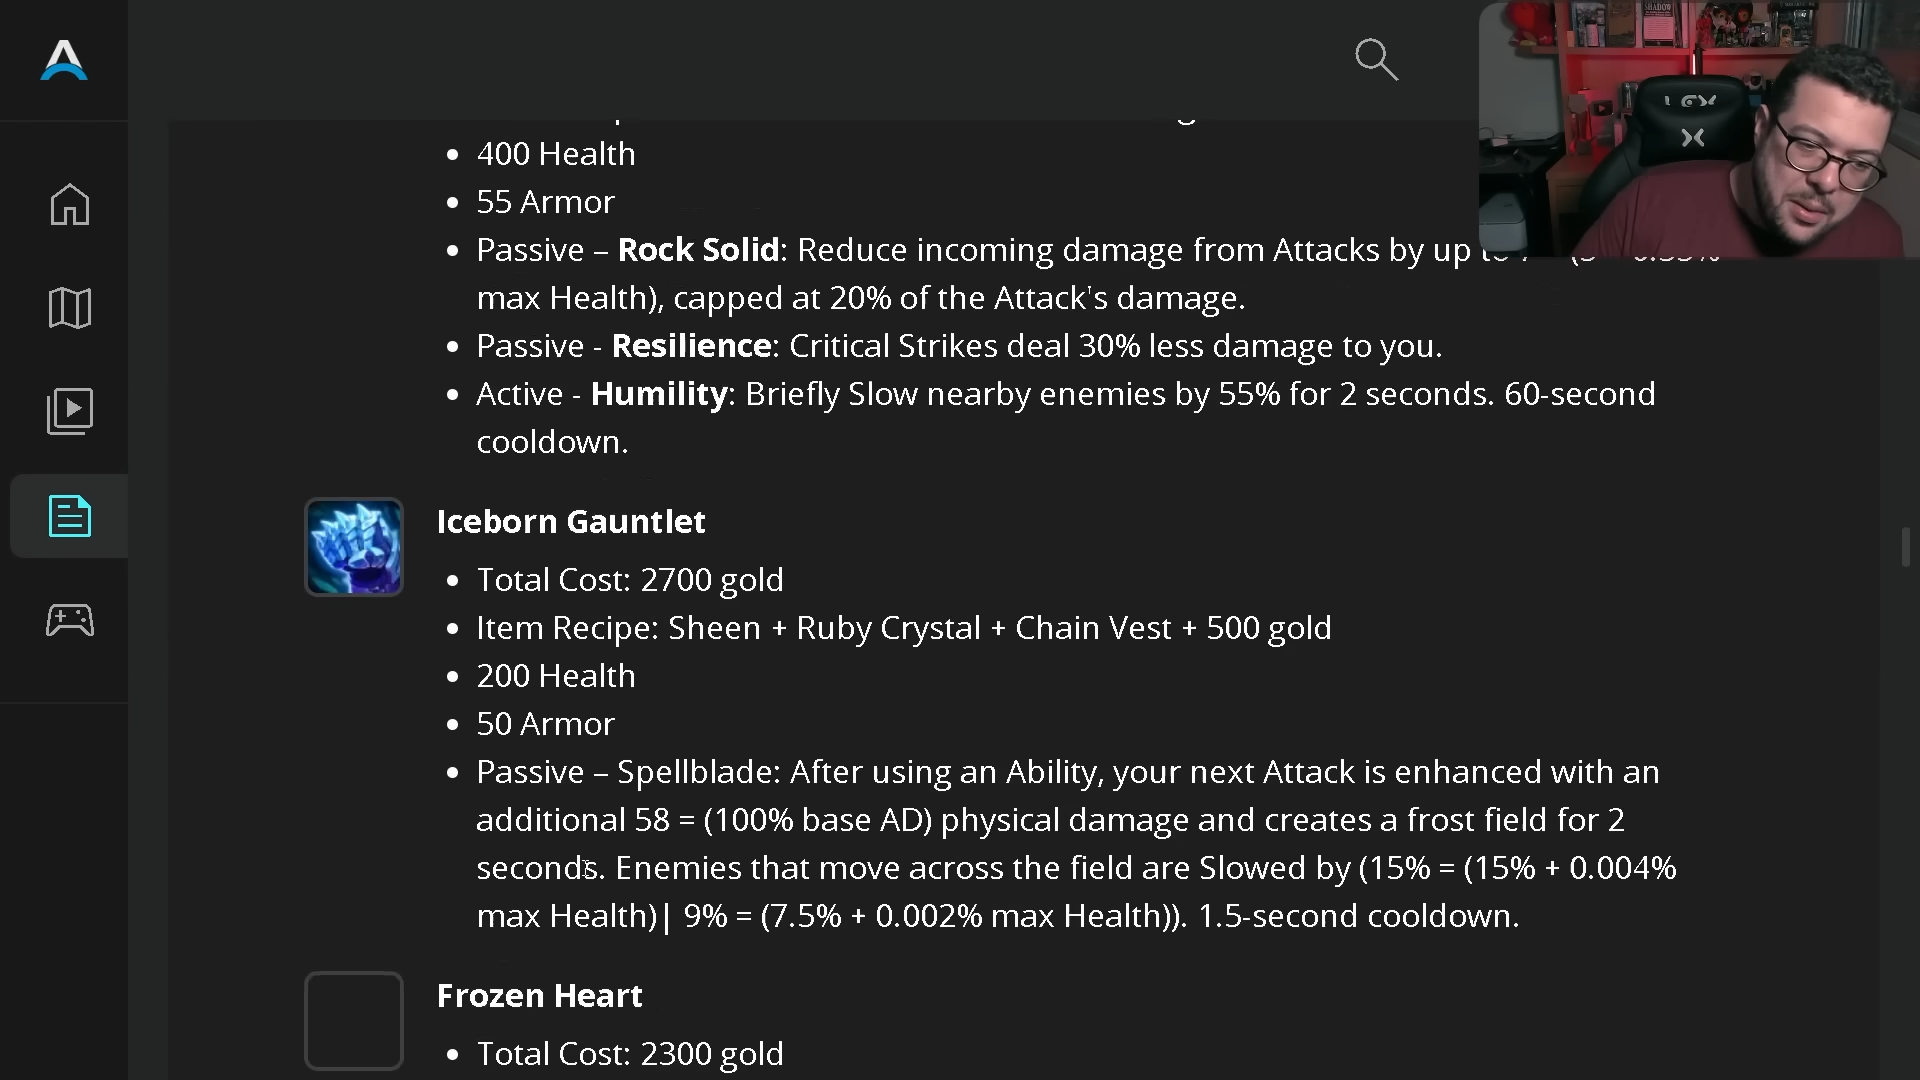 400 Health
55 Armor
Passive – Rock Solid: Reduce incoming damage from Attacks by up
max Health), capped at 20% of the Attack's damage.
Passive - Resilience: Critical Strikes deal 30% less damage to you.
Active - Humility: Briefly Slow nearby enemies by 55% for 2 seconds. 60-second
cooldown.
Iceborn Gauntlet
Total Cost: 2700 gold
Item Recipe: Sheen + Ruby Crystal + Chain Vest + 500 gold
200 Health
50 Armor
Passive – Spellblade: After using an Ability, your next Attack is enhanced with an
additional 58 = (100% base AD) physical damage and creates a frost field for 2
seconds. Enemies that move across the field are Slowed by (15% = (15% + 0.004%
max Health)| 9% = (7.5% + 0.002% max Health)). 1.5-second cooldown.
Frozen Heart
Total Cost: 2300 gold